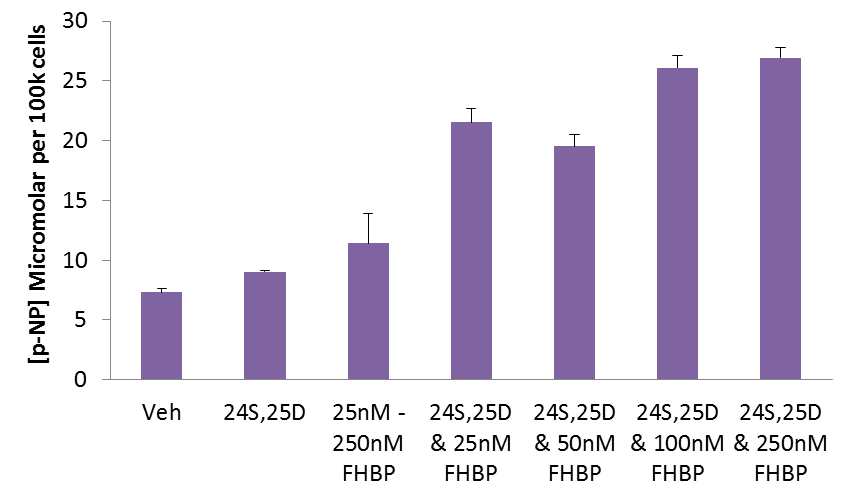 [p-NP] Micromolar per 100k cells
30
25
20
15
10
5
0
Veh
24S,25D
25nM -
250nM
FHBP
24S,25D
& 25nM
FHBP
24S,25D
& 50nM
FHBP
24S,25D
& 100nM
FHBP
24S,25D
& 250nM
FHBP